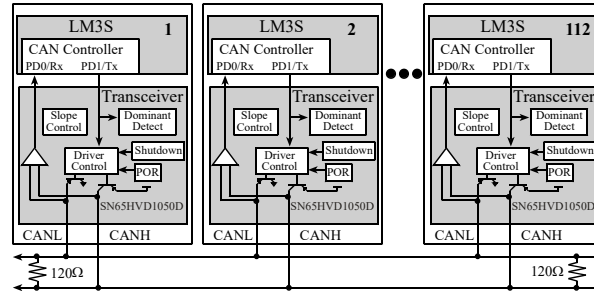 LM3S 1
CAN Controller
PD0/Rx PD1/Tx
Transceiver
Slope Control
Dominant Detect
Driver Control
Shutdown
POR
SN65HVD1050D
CANL CANH
LM3S 2
CAN Controller
PD0/Rx PD1/Tx
Transceiver
Slope Control
Dominant Detect
Driver Control
Shutdown
POR
SN65HVD1050D
CANL CANH
LM3S 112
CAN Controller
PD0/Rx PD1/Tx
Transceiver
Slope Control
Dominant Detect
Driver Control
Shutdown
POR
SN65HVD1050D
CANL CANH
120Ω
120Ω